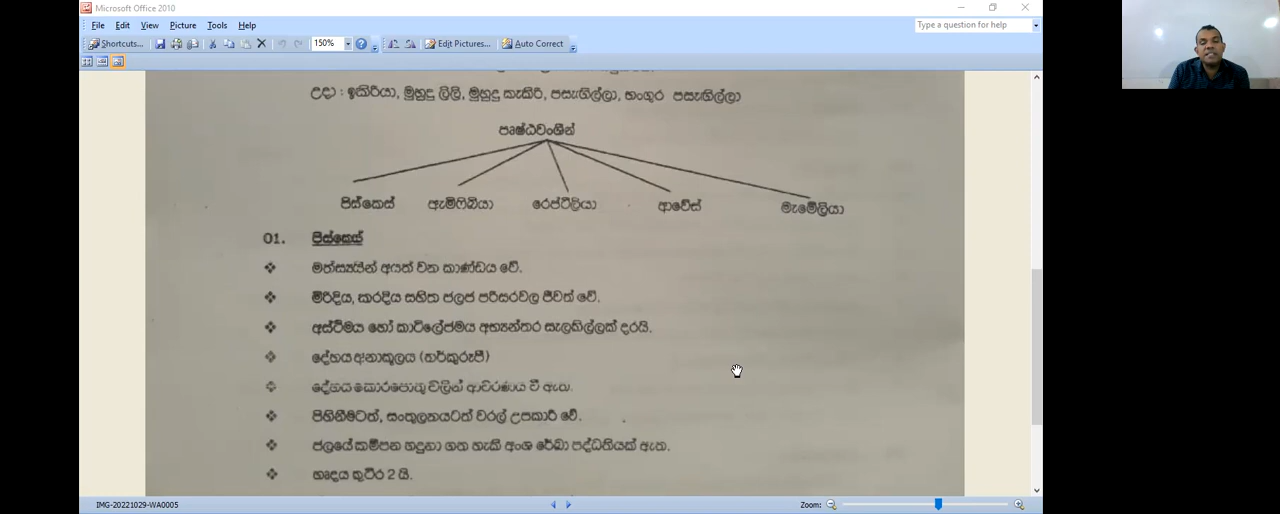 Microsoft Office 2010
File Edit View Picture Tools Help
Type a question for help
Shortcuts... 150% Edit Pictures... Auto Correct
උදා : ඉකිරියා, මුහුදු ලිලි, මුහුදු කැකිරි, පසැඟිල්ලා, භංගුර පසැඟිල්ලා
පෘෂ්ඨවංශීන්
පිස්කෙස් ඇම්ෆිබියා රෙප්ටීලියා ආවේස් මැමේලියා
01. පිස්කෙස්
❖ මත්ස්‍යයින් අයත් වන කාණ්ඩය වේ.
❖ මිරිදිය, කරදිය සහිත ජලජ පරිසරවල ජීවත් වේ.
❖ අස්ථිමය හෝ කාටිලේජමය අභ්‍යන්තර සැලකිල්ලක් දරයි.
❖ දේහය අනාකූලය (තර්කුරූපී)
❖ දේහය කොරපොතු වලින් ආවරණය වී ඇත.
❖ පිහිනීමටත්, සංතුලනයටත් වරල් උපකාරී වේ.
❖ ජලයේ කම්පන හඳුනා ගත හැකි අංශ රේඛා පද්ධතියක් ඇත.
❖ හෘදය කුටීර 2 යි.
IMG-20221029-WA0005
Zoom: